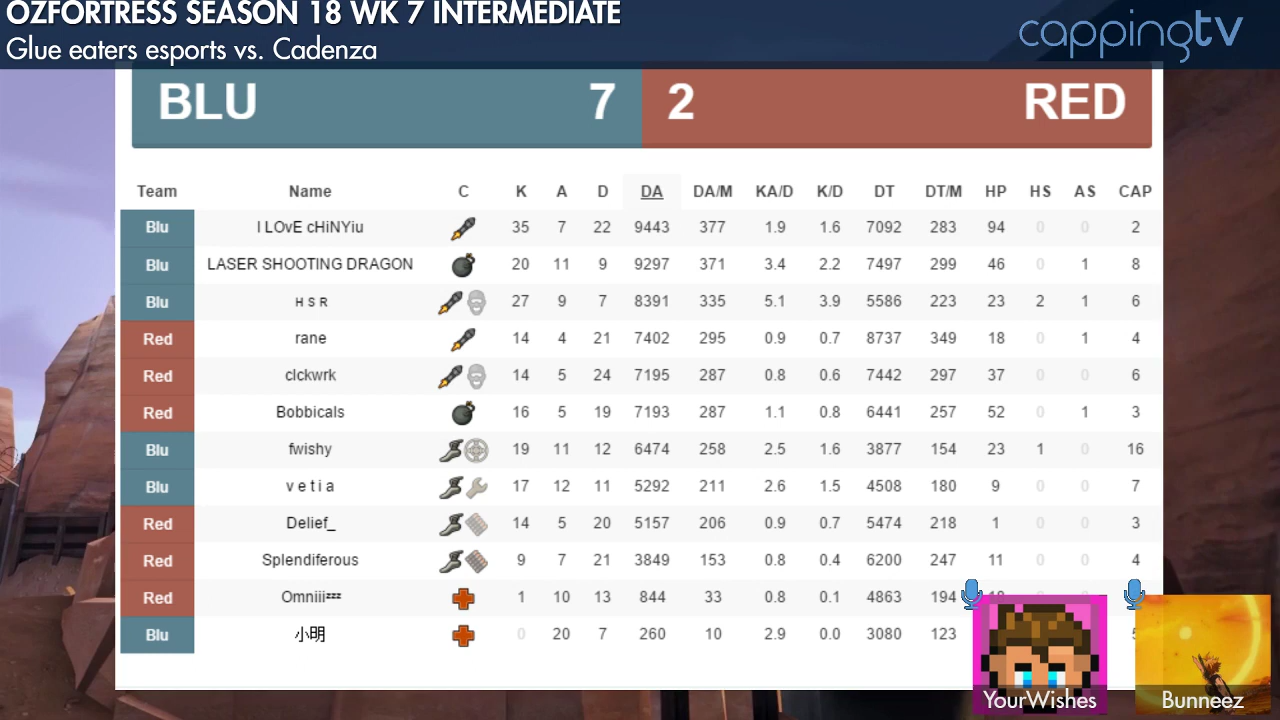 OZFORTRESS SEASON 18 WK 7 INTERMEDIATE
Glue eaters esports vs. Cadenza
cappingtv
BLU 7 2 RED
Team Name C K A D DA DA/M KA/D K/D DT DT/M HP HS AS CAP
Blu I LOvE cHiNYiu 35 7 22 9443 377 1.9 1.6 7092 283 94 0 0 2
Blu LASER SHOOTING DRAGON 20 11 9 9297 371 3.4 2.2 7497 299 46 0 1 8
Blu ʜ s ʀ 27 9 7 8391 335 5.1 3.9 5586 223 23 2 1 6
Red rane 14 4 21 7402 295 0.9 0.7 8737 349 18 0 1 4
Red clckwrk 14 5 24 7195 287 0.8 0.6 7442 297 37 0 0 6
Red Bobbicals 16 5 19 7193 287 1.1 0.8 6441 257 52 0 1 3
Blu fwishy 19 11 12 6474 258 2.5 1.6 3877 154 23 1 0 16
Blu v e t i a 17 12 11 5292 211 2.6 1.5 4508 180 9 0 0 7
Red Delief_ 14 5 20 5157 206 0.9 0.7 5474 218 1 0 0 3
Red Splendiferous 9 7 21 3849 153 0.8 0.4 6200 247 11 0 0 4
Red Omniiiᶻᶻᶻ 1 10 13 844 33 0.8 0.1 4863 194
Blu 小明 0 20 7 260 10 2.9 0.0 3080 123
YourWishes
Bunneez